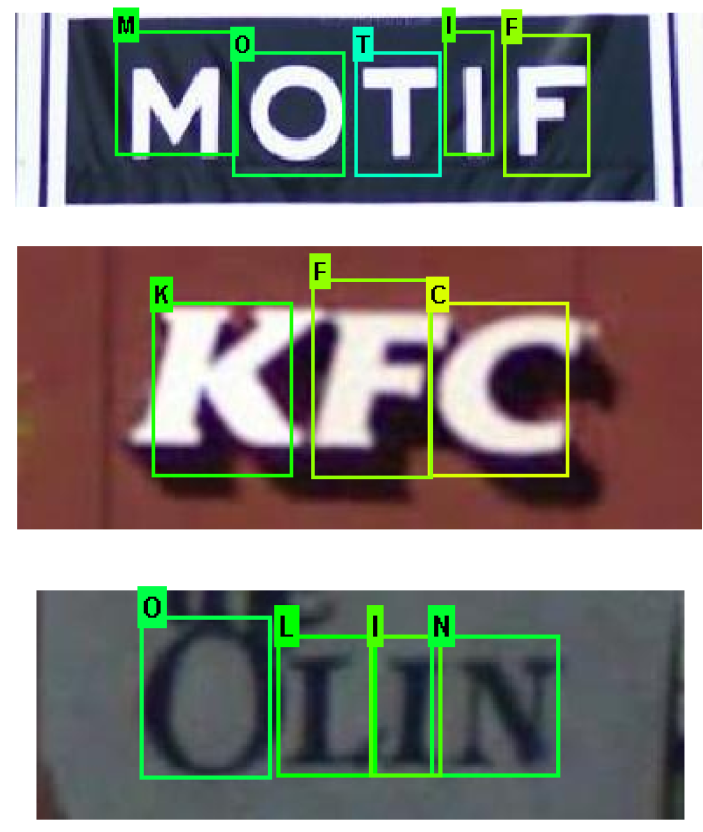 M O T I F
MOTIF
K F C
KFC
O L I N
OLIN